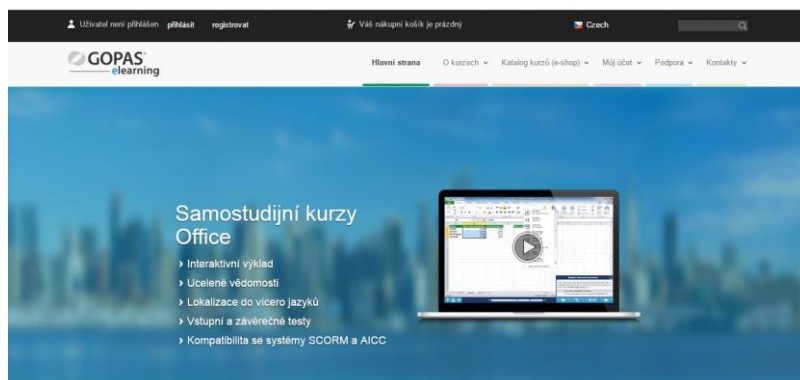 Uživatel není přihlášen přihlásit registrovat Váš nákupní košík je prázdný Czech
GOPAS
elearning
Hlavní strana O kurzech Katalog kurzů (e-shop) Můj účet Podpora Kontakty
Samostudijní kurzy
Office
Interaktivní výklad
Ucelené vědomosti
Lokalizace do vícero jazyků
Vstupní a závěrečné testy
Kompatibilita se systémy SCORM a AICC